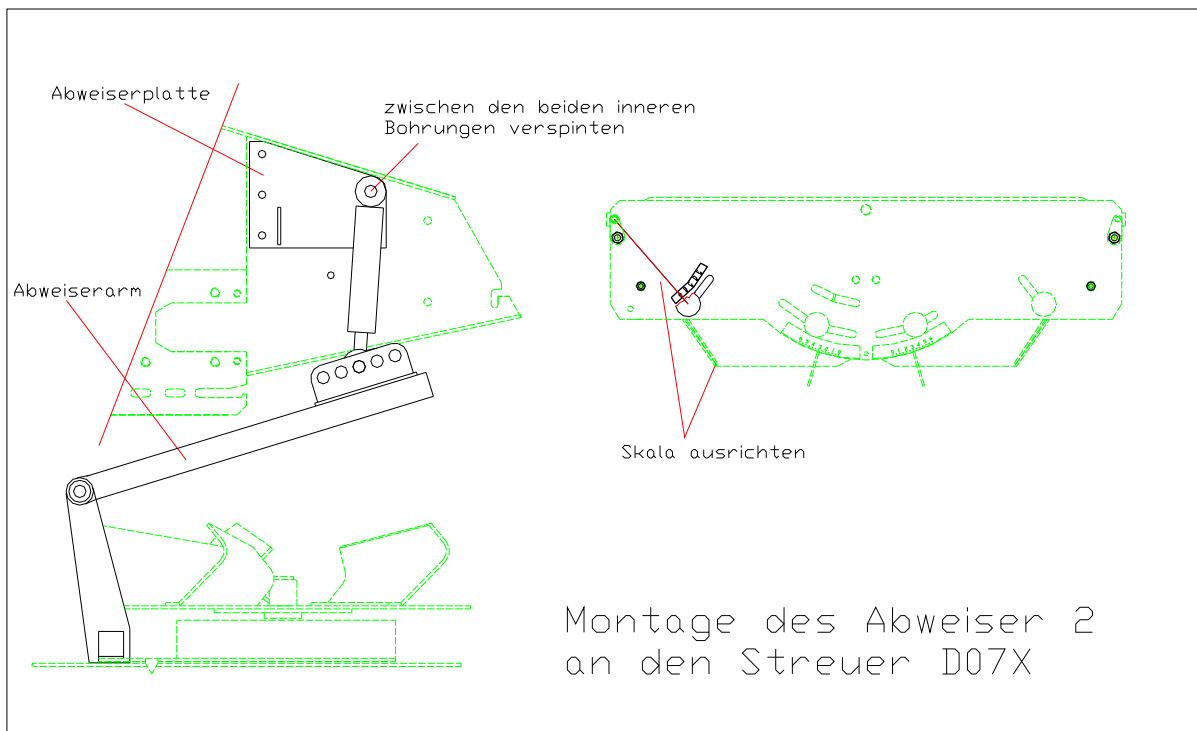 Abweiserplatte
zwischen den beiden inneren
Bohrungen verspinten
Abweiserarm
Skala ausrichten
Montage des Abweiser 2
an den Streuer D07X